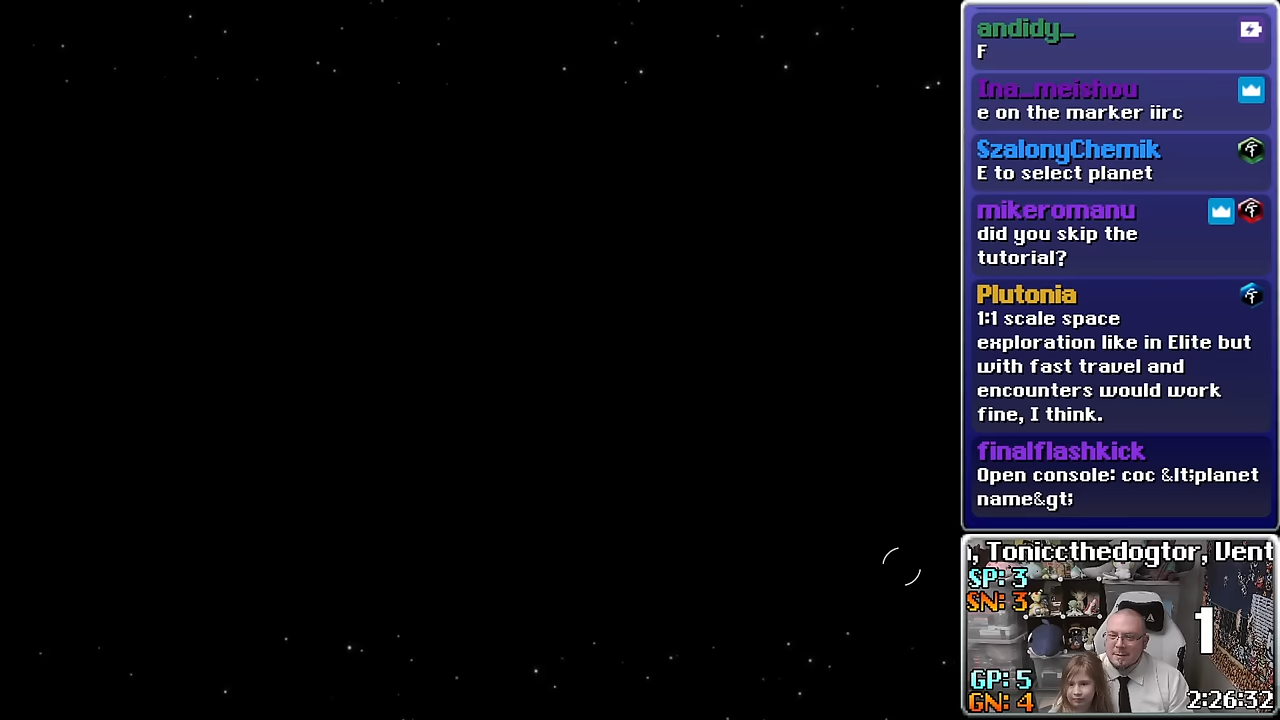 andidy_
F
Ina_meishou
e on the marker iirc
SzalonyChemik
E to select planet
mikeromanu
did you skip the
tutorial?
Plutonia
1:1 scale space
exploration like in Elite but
with fast travel and
encounters would work
fine, I think.
finalflashkick
Open console: coc &lt;planet
name&gt;
, Toniccthedogtor, Vent
SP: 3
SN: 3
1
GP: 5
GN: 4
2:26:32